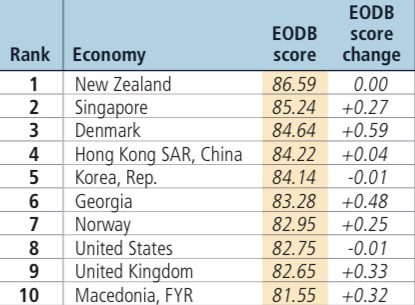 Rank Economy EODB score EODB score change
1 New Zealand 86.59 0.00
2 Singapore 85.24 +0.27
3 Denmark 84.64 +0.59
4 Hong Kong SAR, China 84.22 +0.04
5 Korea, Rep. 84.14 -0.01
6 Georgia 83.28 +0.48
7 Norway 82.95 +0.25
8 United States 82.75 -0.01
9 United Kingdom 82.65 +0.33
10 Macedonia, FYR 81.55 +0.32